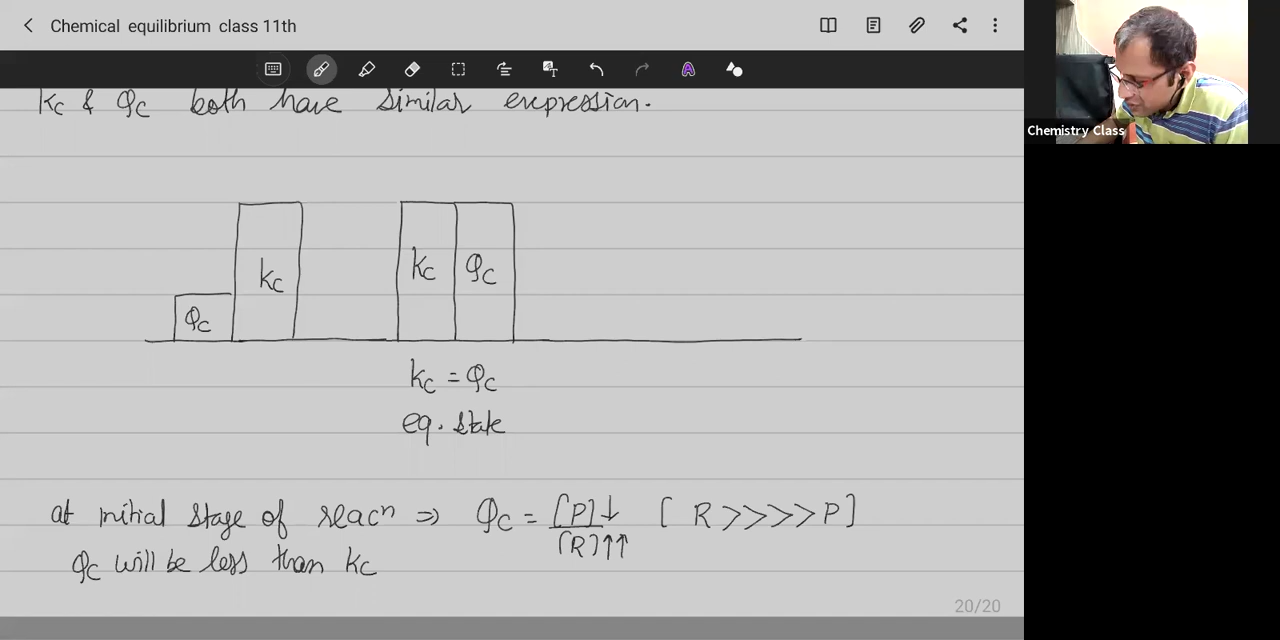 Chemical equilibrium class 11th
Kc & Qc both have similar expression.
Chemistry Class
Kc
Kc
Qc
Qc
Kc = Qc
eq. state
at initial stage of reacⁿ ⇒ Qc = [P]↓ / [R]↑↑ [ R >>>> P ]
Qc will be less than Kc
20/20